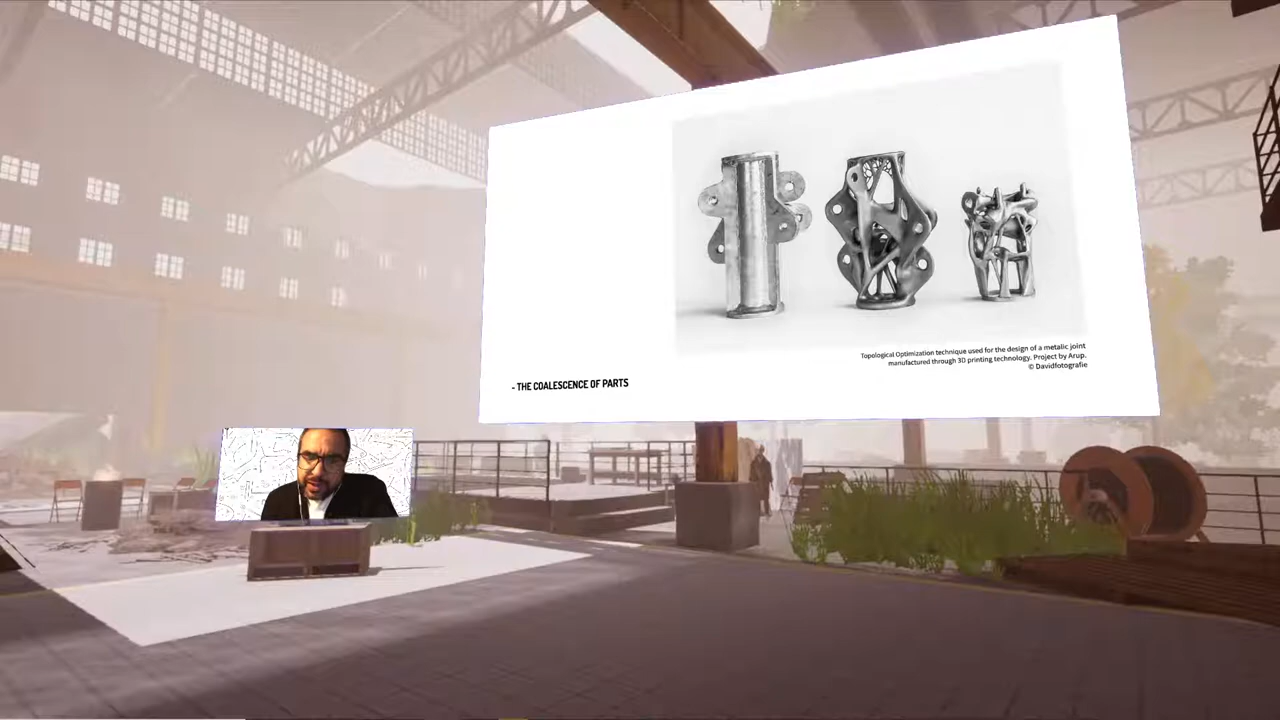 Topological Optimization technique used for the design of a metalic joint
manufactured through 3D printing technology. Project by Arup.
© Davidfotografie
- THE COALESCENCE OF PARTS